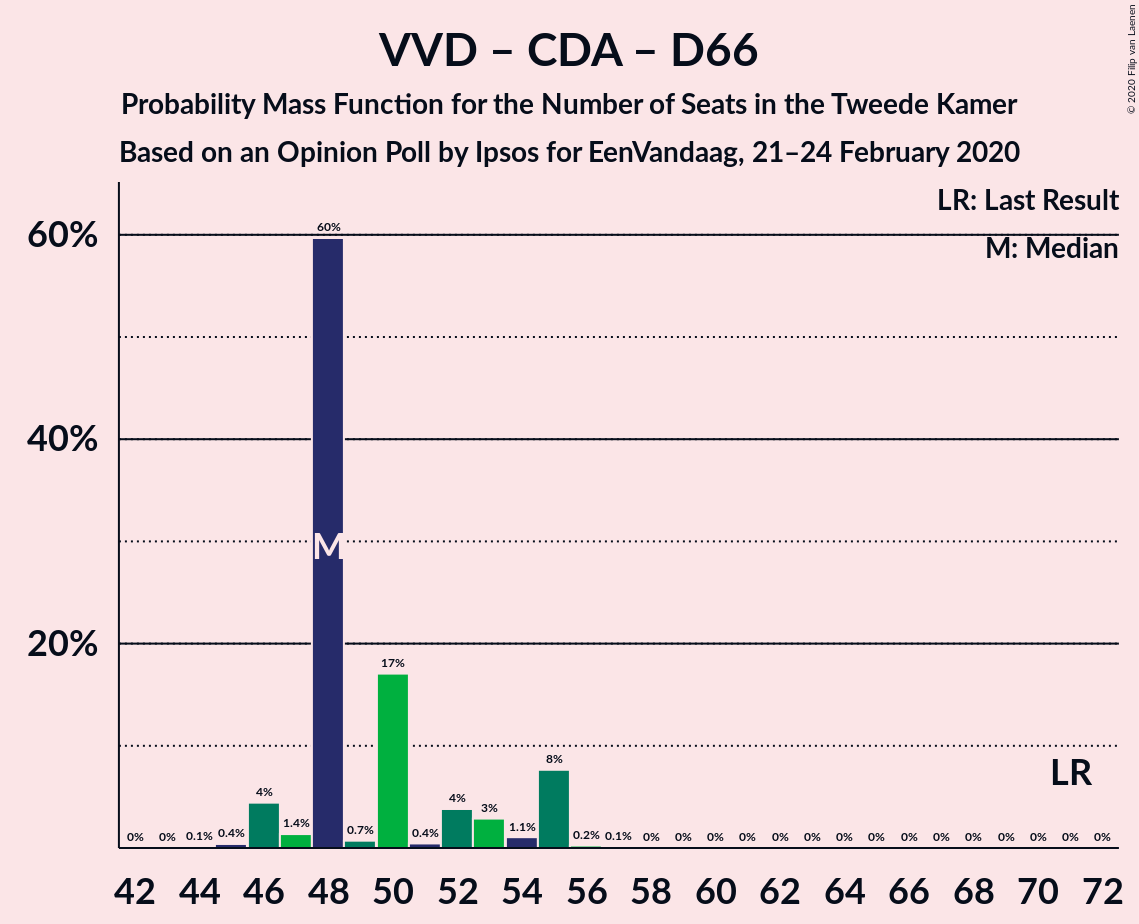 VVD – CDA – D66
Probability Mass Function for the Number of Seats in the Tweede Kamer
Based on an Opinion Poll by Ipsos for EenVandaag, 21–24 February 2020
© 2020 Filip van Laenen
LR: Last Result
M: Median
60%
40%
20%
0% 0% 0.1% 0.4% 4% 1.4% 60% 0.7% 17% 0.4% 4% 3% 1.1% 8% 0.2% 0.1% 0% 0% 0% 0% 0% 0% 0% 0% 0% 0% 0% 0% 0% 0% 0%
M
LR
42 44 46 48 50 52 54 56 58 60 62 64 66 68 70 72